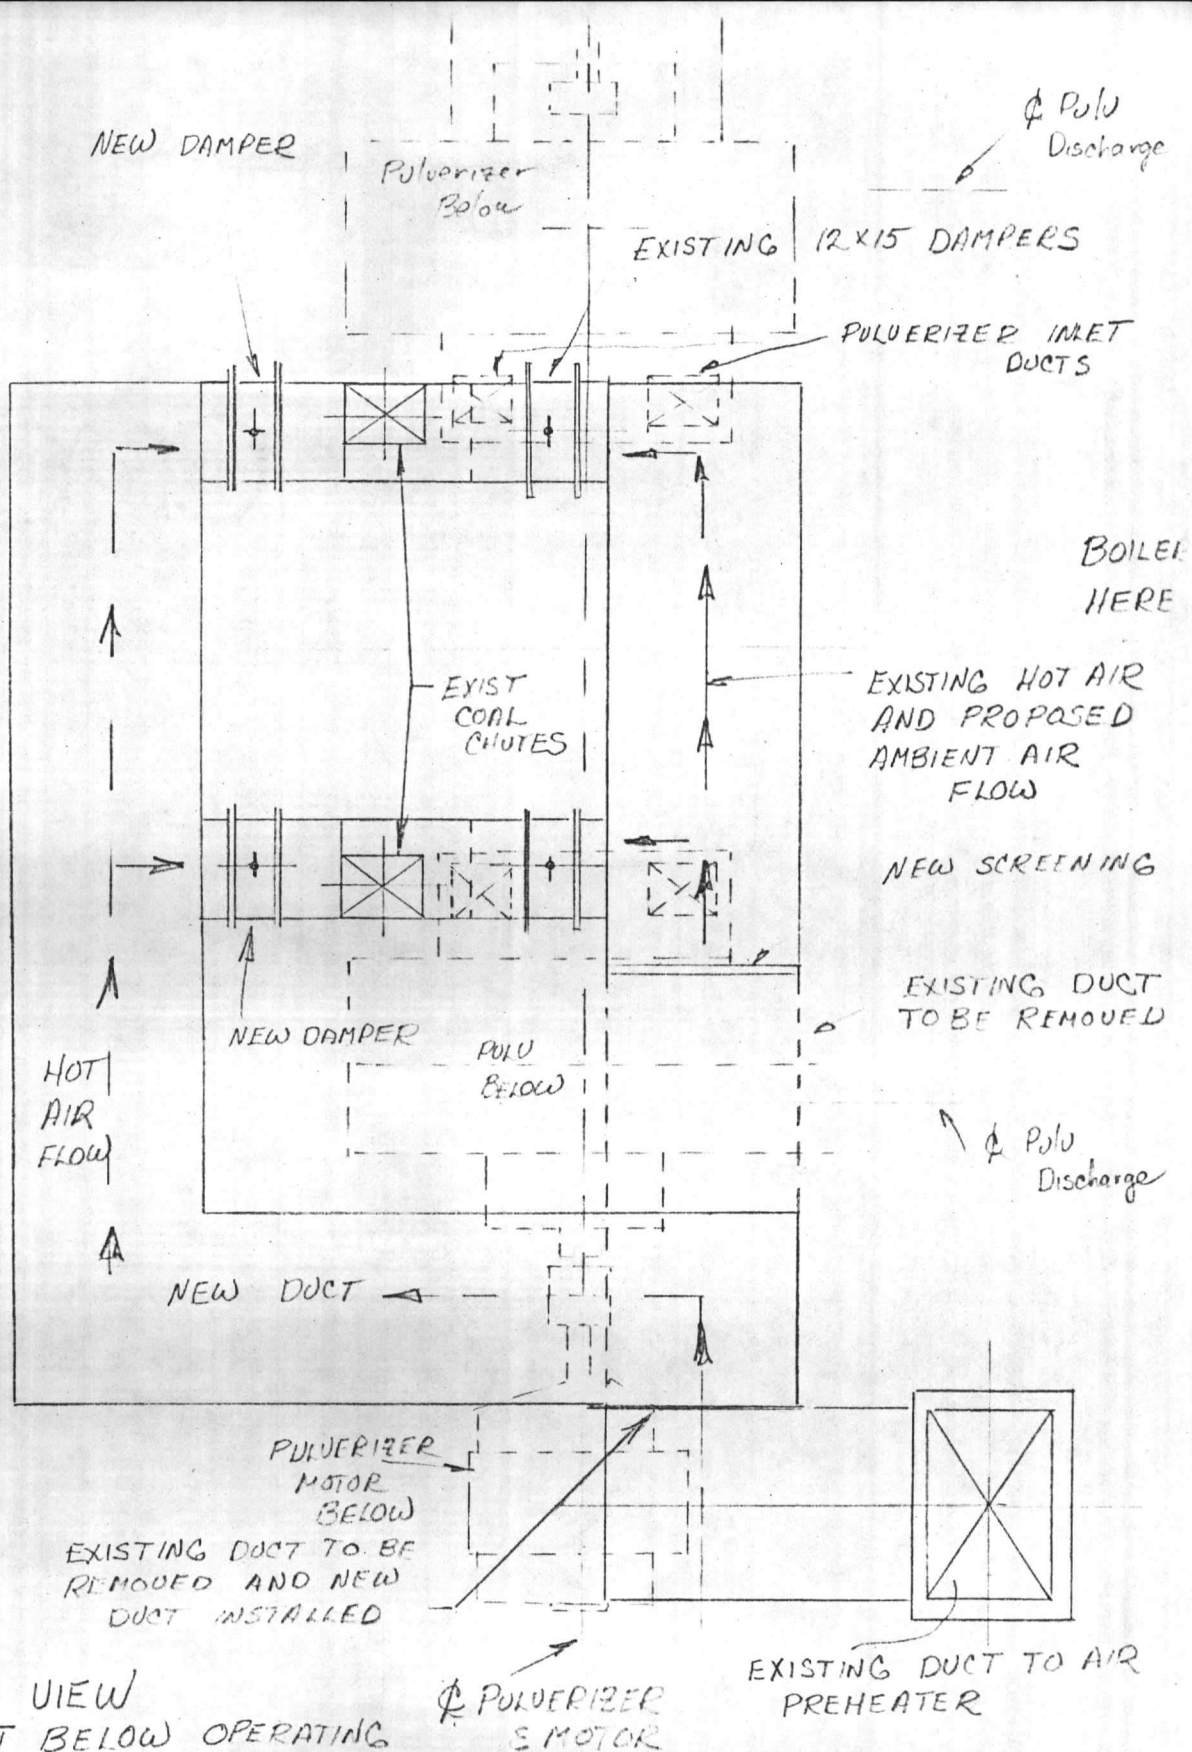 NEW DAMPER
₵ Pulv
Discharge
Pulverizer
Below
EXISTING 12X15 DAMPERS
PULVERIZER INLET
DUCTS
BOILE
HERE
EXIST
COAL
CHUTES
EXISTING HOT AIR
AND PROPOSED
AMBIENT AIR
FLOW
NEW SCREENING
EXISTING DUCT
TO BE REMOVED
NEW DAMPER
PULV
BELOW
HOT
AIR
FLOW
₵ Pulv
Discharge
NEW DUCT
PULVERIZER
MOTOR
BELOW
EXISTING DUCT TO BE
REMOVED AND NEW
DUCT INSTALLED
EXISTING DUCT TO AIR
PREHEATER
₵ PULVERIZER
& MOTOR
VIEW
T BELOW OPERATING